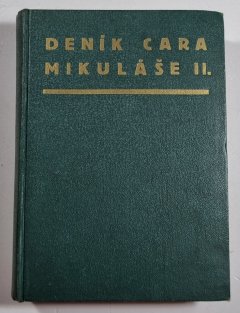 DENÍK CARA
MIKULÁŠE II.